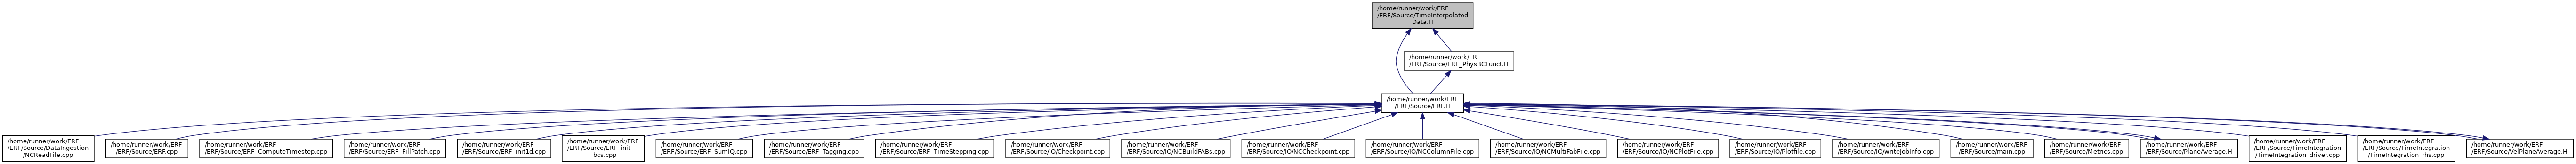 /home/runner/work/ERF
/ERF/Source/TimeInterpolated
Data.H
/home/runner/work/ERF
/ERF/Source/ERF_PhysBCFunct.H
/home/runner/work/ERF
/ERF/Source/ERF.H
/home/runner/work/ERF
/ERF/Source/DataIngestion
/NCReadFile.cpp
/home/runner/work/ERF
/ERF/Source/ERF.cpp
/home/runner/work/ERF
/ERF/Source/ERF_ComputeTimestep.cpp
/home/runner/work/ERF
/ERF/Source/ERF_FillPatch.cpp
/home/runner/work/ERF
/ERF/Source/ERF_init1d.cpp
/home/runner/work/ERF
/ERF/Source/ERF_init
_bcs.cpp
/home/runner/work/ERF
/ERF/Source/ERF_SumIQ.cpp
/home/runner/work/ERF
/ERF/Source/ERF_Tagging.cpp
/home/runner/work/ERF
/ERF/Source/ERF_TimeStepping.cpp
/home/runner/work/ERF
/ERF/Source/IO/Checkpoint.cpp
/home/runner/work/ERF
/ERF/Source/IO/NCBuildFABs.cpp
/home/runner/work/ERF
/ERF/Source/IO/NCCheckpoint.cpp
/home/runner/work/ERF
/ERF/Source/IO/NCColumnFile.cpp
/home/runner/work/ERF
/ERF/Source/IO/NCMultiFabFile.cpp
/home/runner/work/ERF
/ERF/Source/IO/NCPlotFile.cpp
/home/runner/work/ERF
/ERF/Source/IO/Plotfile.cpp
/home/runner/work/ERF
/ERF/Source/IO/writeJobInfo.cpp
/home/runner/work/ERF
/ERF/Source/main.cpp
/home/runner/work/ERF
/ERF/Source/Metrics.cpp
/home/runner/work/ERF
/ERF/Source/PlaneAverage.H
/home/runner/work/ERF
/ERF/Source/TimeIntegration
/TimeIntegration_driver.cpp
/home/runner/work/ERF
/ERF/Source/TimeIntegration
/TimeIntegration_rhs.cpp
/home/runner/work/ERF
/ERF/Source/VelPlaneAverage.H